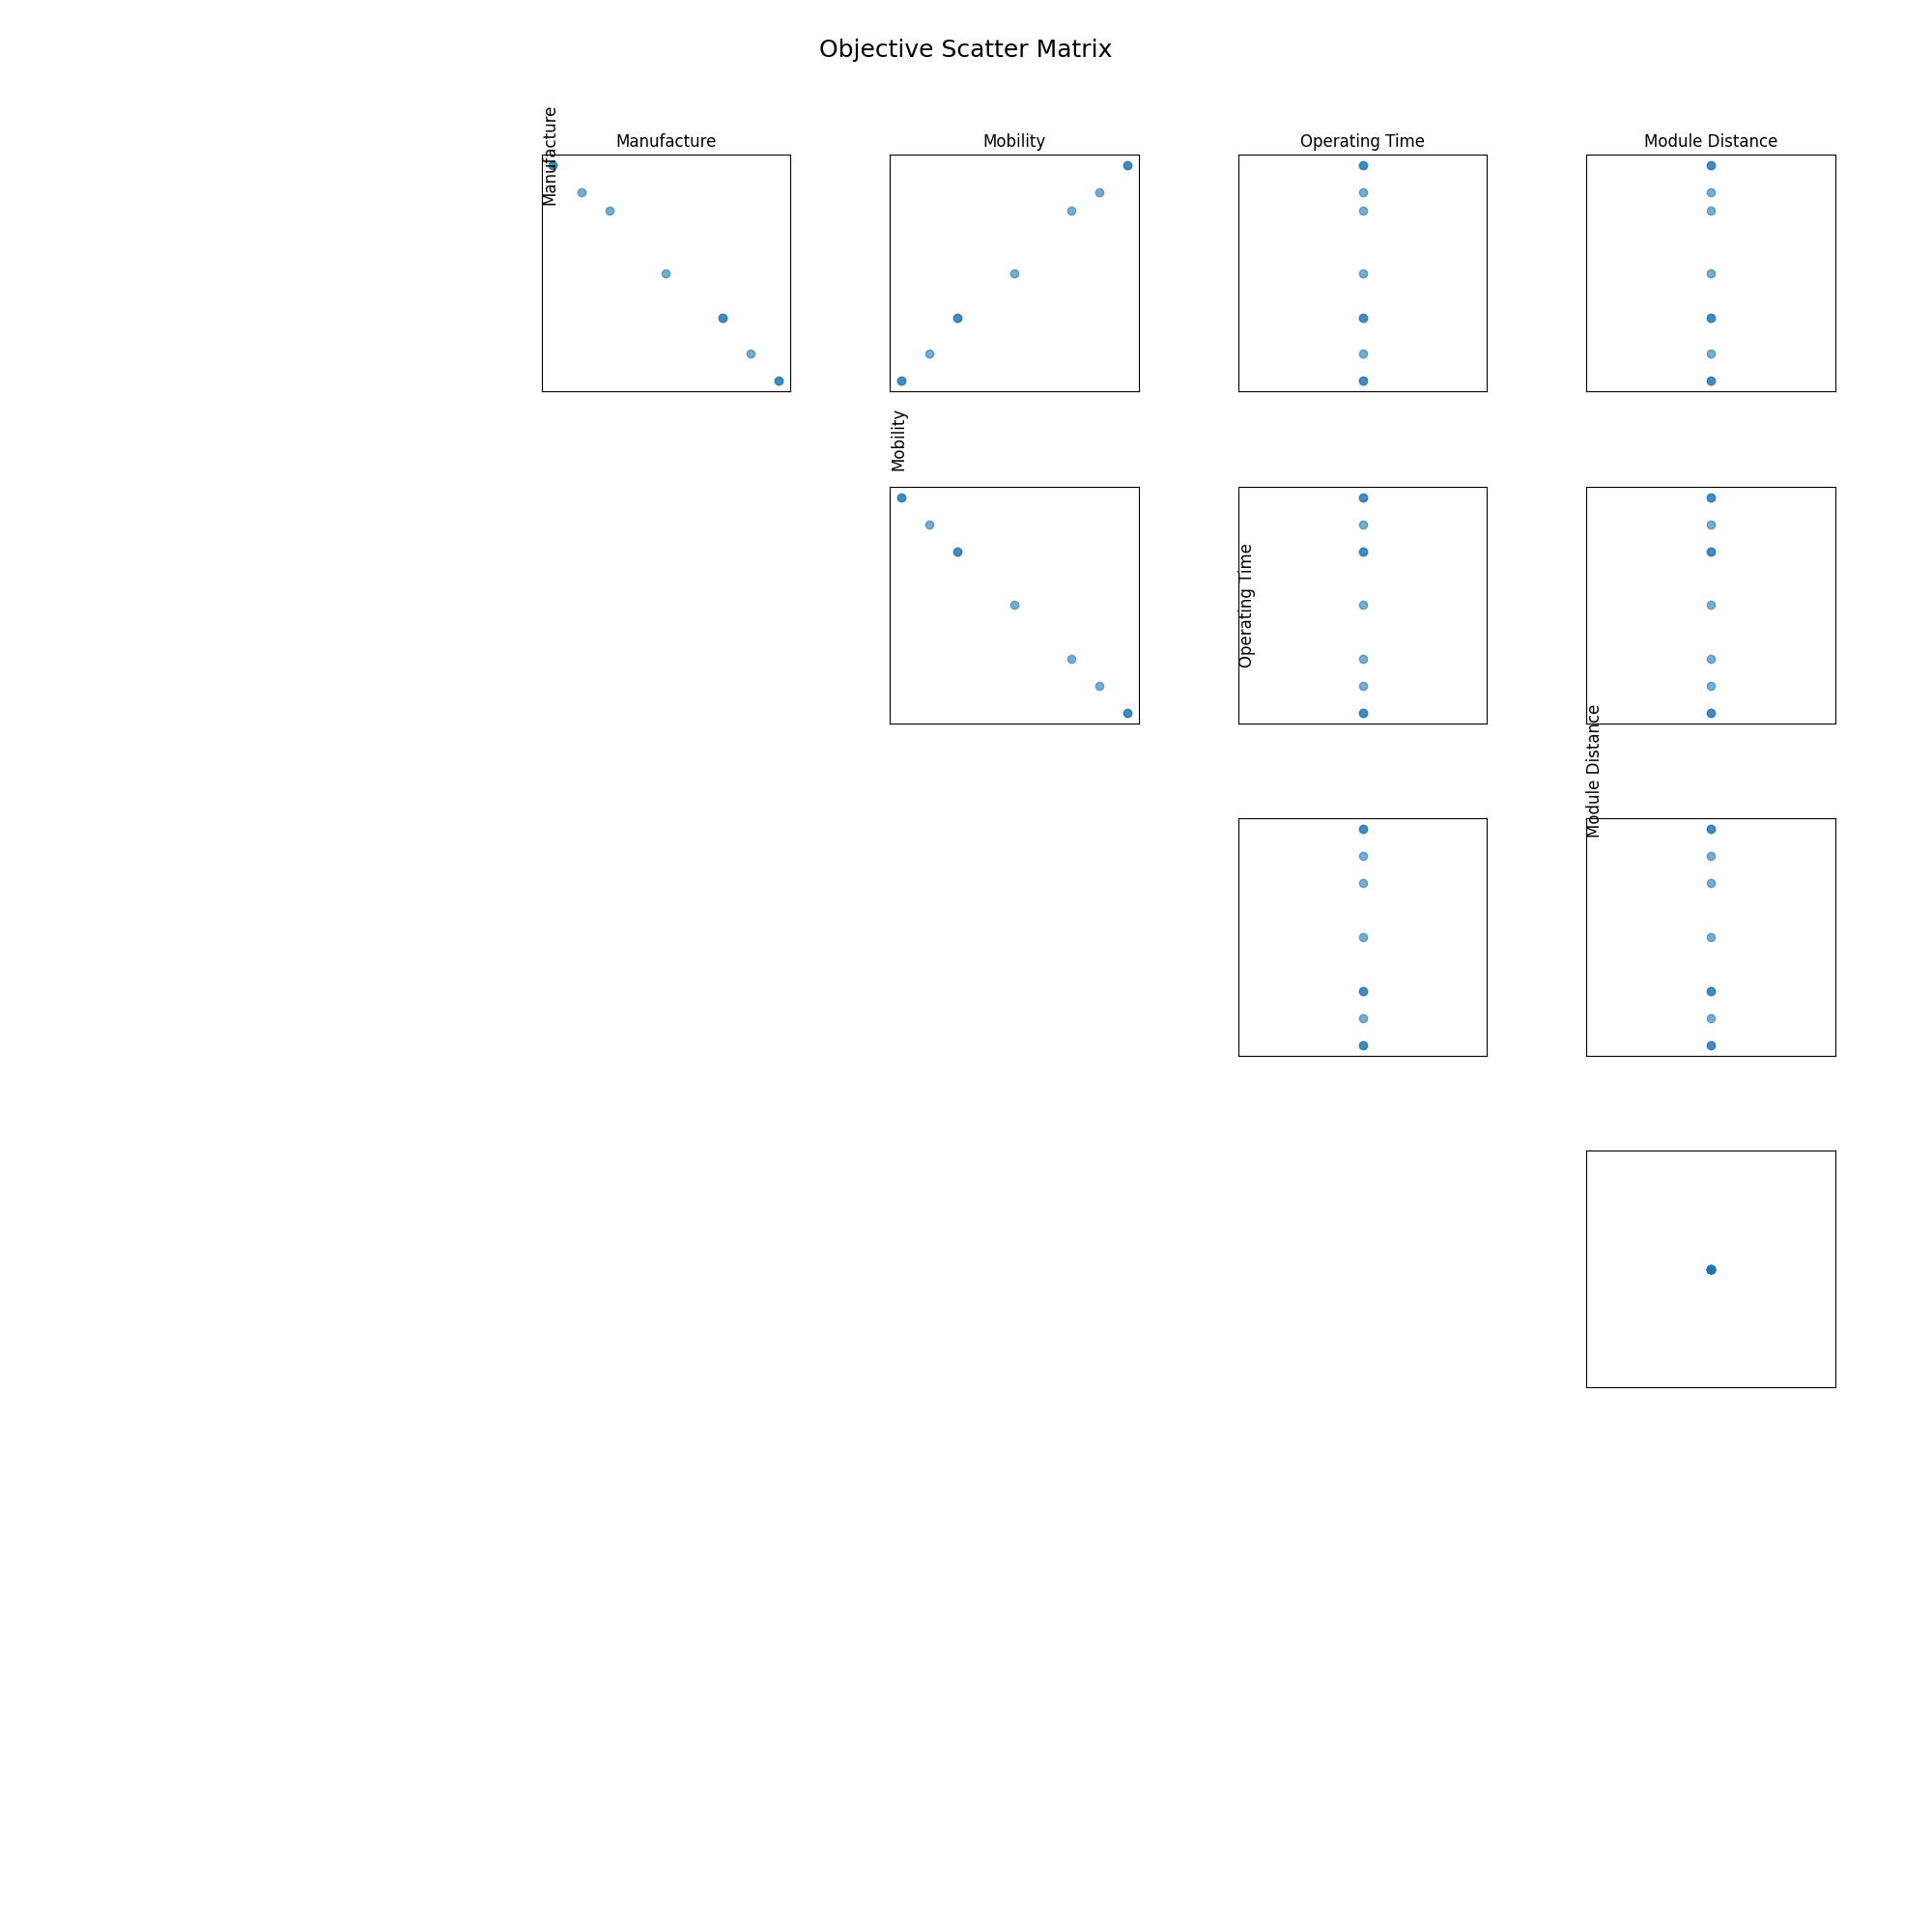 Objective Scatter Matrix
Manufacture
Mobility
Operating Time
Module Distance
Manufacture
Mobility
Operating Time
Module Distance